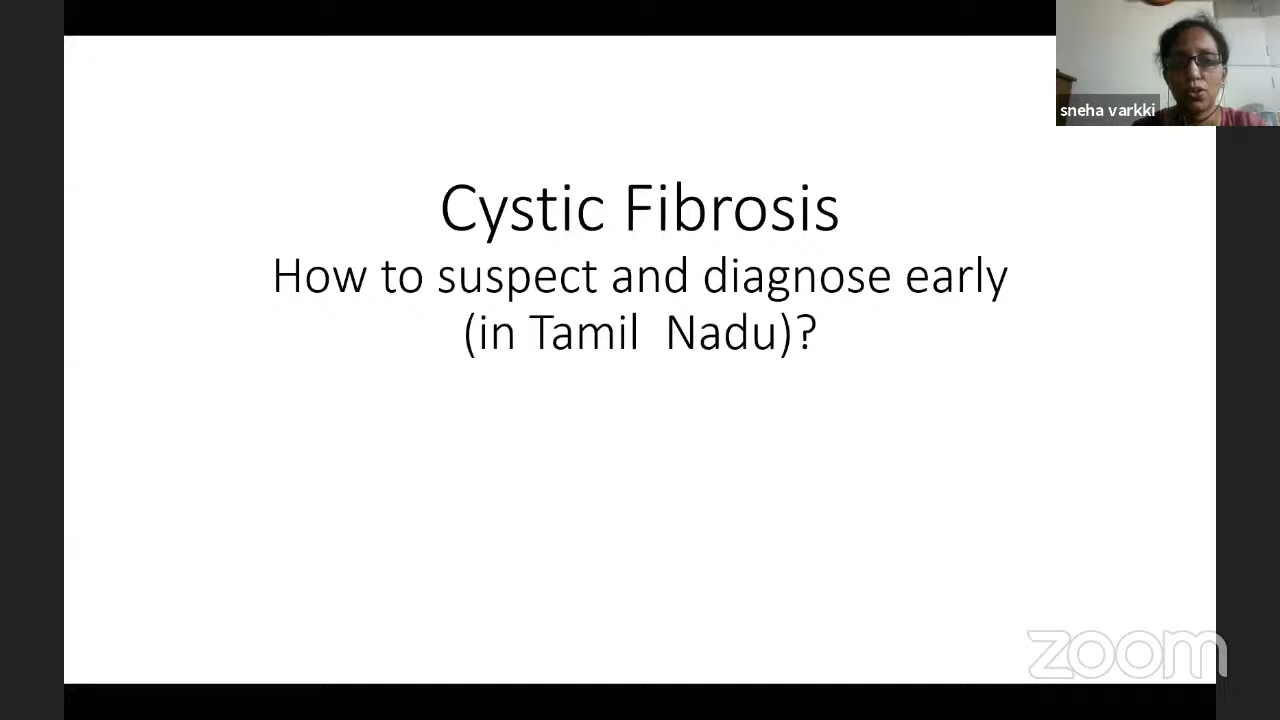 sneha varkki
Cystic Fibrosis
How to suspect and diagnose early
(in Tamil  Nadu)?
zoom